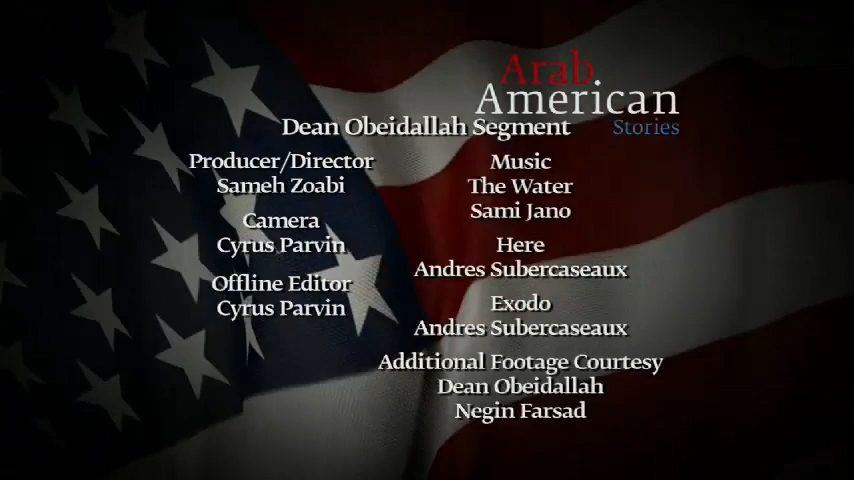 Arab
American
Stories
Dean Obeidallah Segment
Producer/Director
Sameh Zoabi
Camera
Cyrus Parvin
Offline Editor
Cyrus Parvin
Music
The Water
Sami Jano
Here
Andres Subercaseaux
Exodo
Andres Subercaseaux
Additional Footage Courtesy
Dean Obeidallah
Negin Farsad